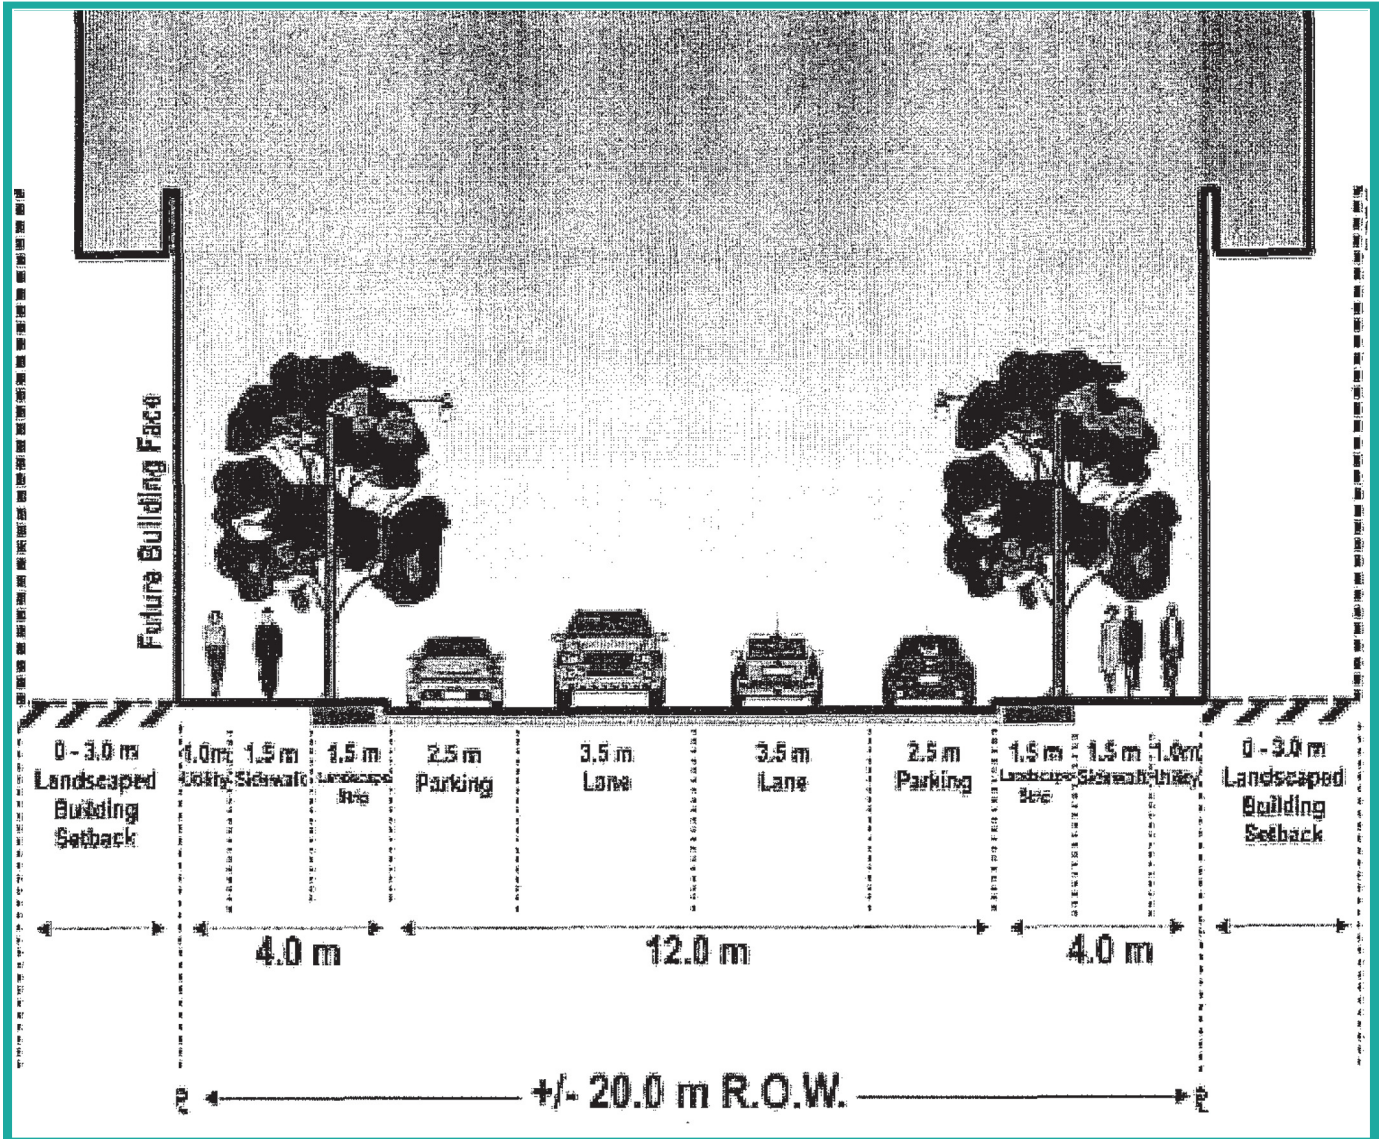 Future Building Face
0 - 3.0 m
Landscaped
Building
Setback
1.0m
Utility
1.5 m
Sidewalk
1.5 m
Landscape
Strip
2.5 m
Parking
3.5 m
Lane
3.5 m
Lane
2.5 m
Parking
1.5 m
Landscape
Strip
1.5 m
Sidewalk
1.0m
Utility
0 - 3.0 m
Landscaped
Building
Setback
4.0 m
12.0 m
4.0 m
+/- 20.0 m R.O.W.